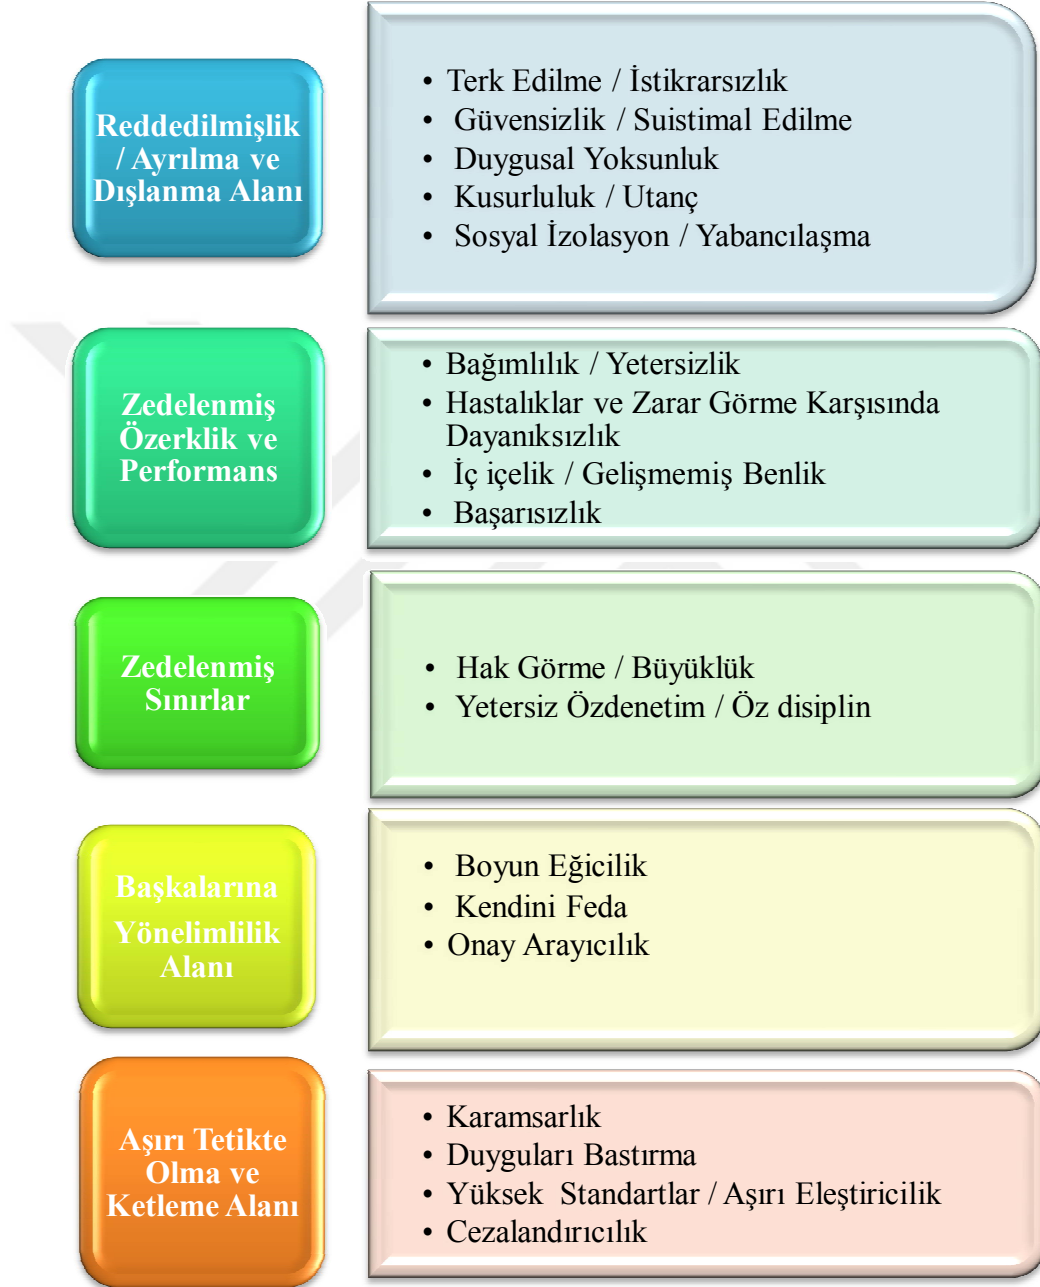 Reddedilmişlik
/ Ayrılma ve
Dışlanma Alanı
• Terk Edilme / İstikrarsızlık
• Güvensizlik / Suistimal Edilme
• Duygusal Yoksunluk
• Kusurluluk / Utanç
• Sosyal İzolasyon / Yabancılaşma
Zedelenmiş
Özerklik ve
Performans
• Bağımlılık / Yetersizlik
• Hastalıklar ve Zarar Görme Karşısında
Dayanıksızlık
• İç içelik / Gelişmemiş Benlik
• Başarısızlık
Zedelenmiş
Sınırlar
• Hak Görme / Büyüklük
• Yetersiz Özdenetim / Öz disiplin
Başkalarına
Yönelimlilik
Alanı
• Boyun Eğicilik
• Kendini Feda
• Onay Arayıcılık
Aşırı Tetikte
Olma ve
Ketleme Alanı
• Karamsarlık
• Duyguları Bastırma
• Yüksek Standartlar / Aşırı Eleştiricilik
• Cezalandırıcılık